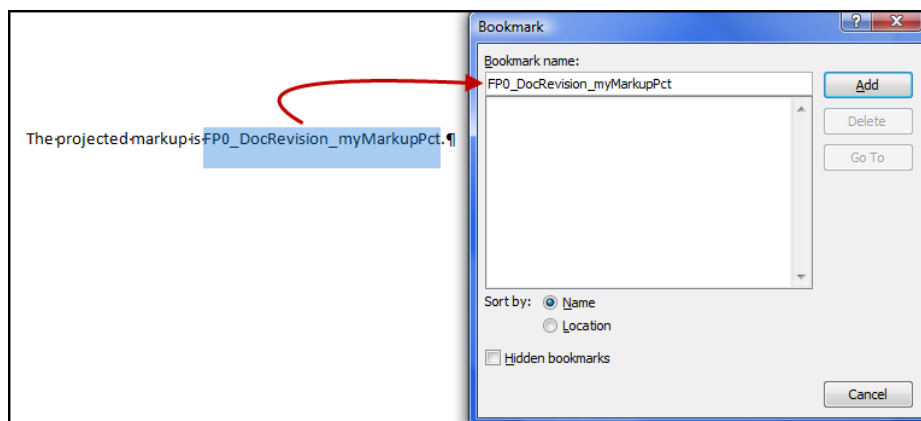 The·projected·markup·is·FP0_DocRevision_myMarkupPct.¶
Bookmark
?
X
Bookmark name:
FP0_DocRevision_myMarkupPct
Add
Delete
Go To
Sort by:
Name
Location
Hidden bookmarks
Cancel